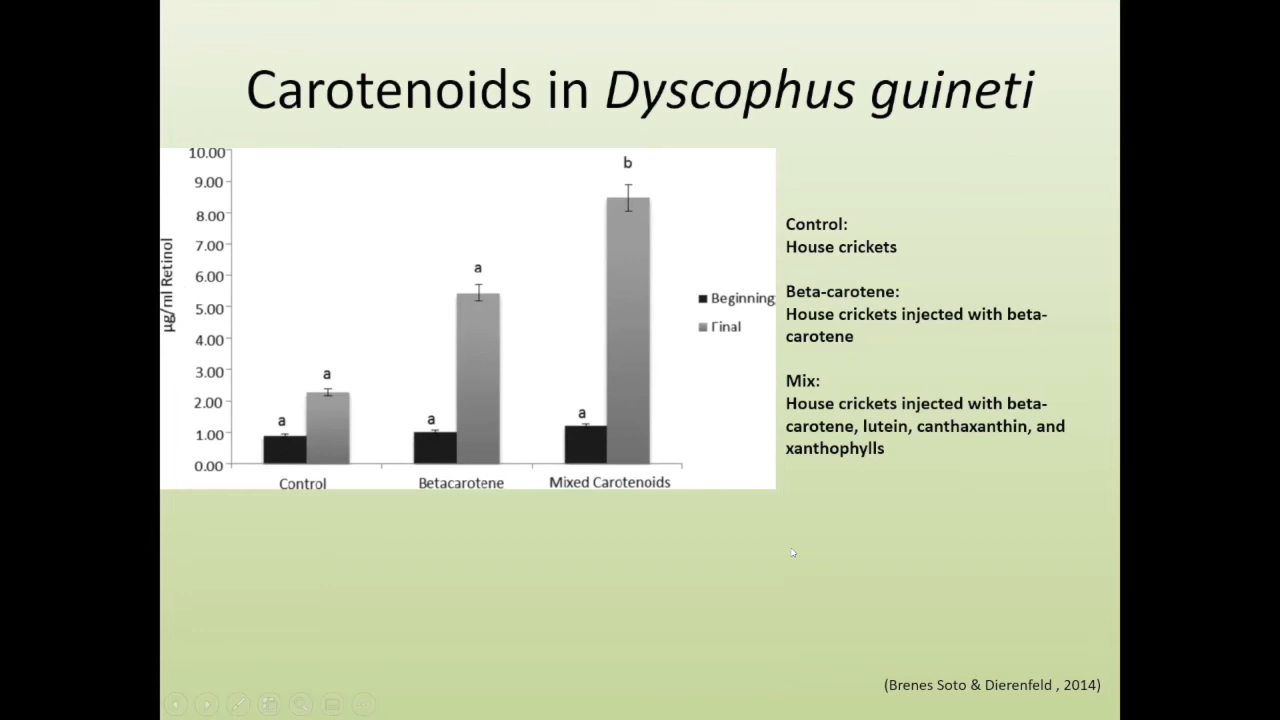 Carotenoids in Dyscophus guineti
10.00
9.00
8.00
7.00
6.00
5.00
4.00
3.00
2.00
1.00
0.00
µg/ml Retinol
a
a
a
a
a
b
Control
Betacarotene
Mixed Carotenoids
Beginning
Final
Control:
House crickets
Beta-carotene:
House crickets injected with beta-
carotene
Mix:
House crickets injected with beta-
carotene, lutein, canthaxanthin, and
xanthophylls
(Brenes Soto & Dierenfeld , 2014)